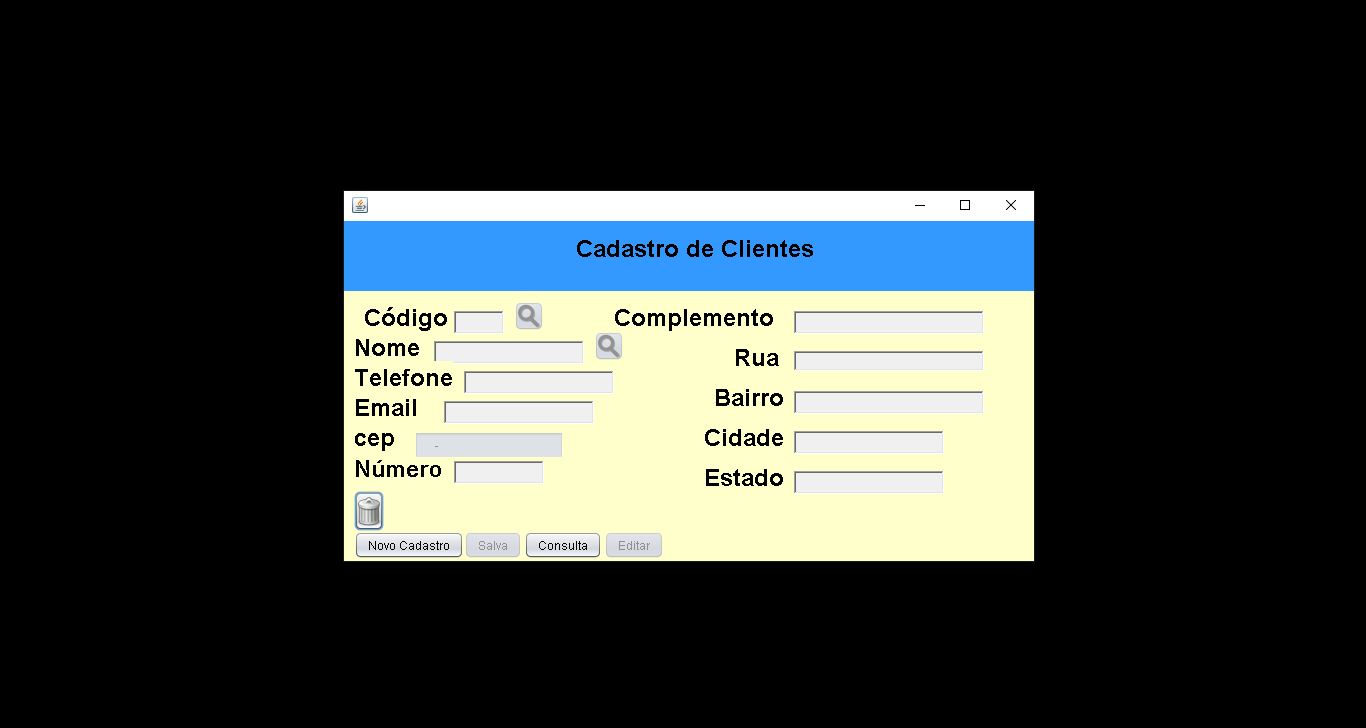 Cadastro de Clientes
Código
Complemento
Nome
Rua
Telefone
Email
Bairro
cep -
Cidade
Número
Estado
Novo Cadastro Salva Consulta Editar